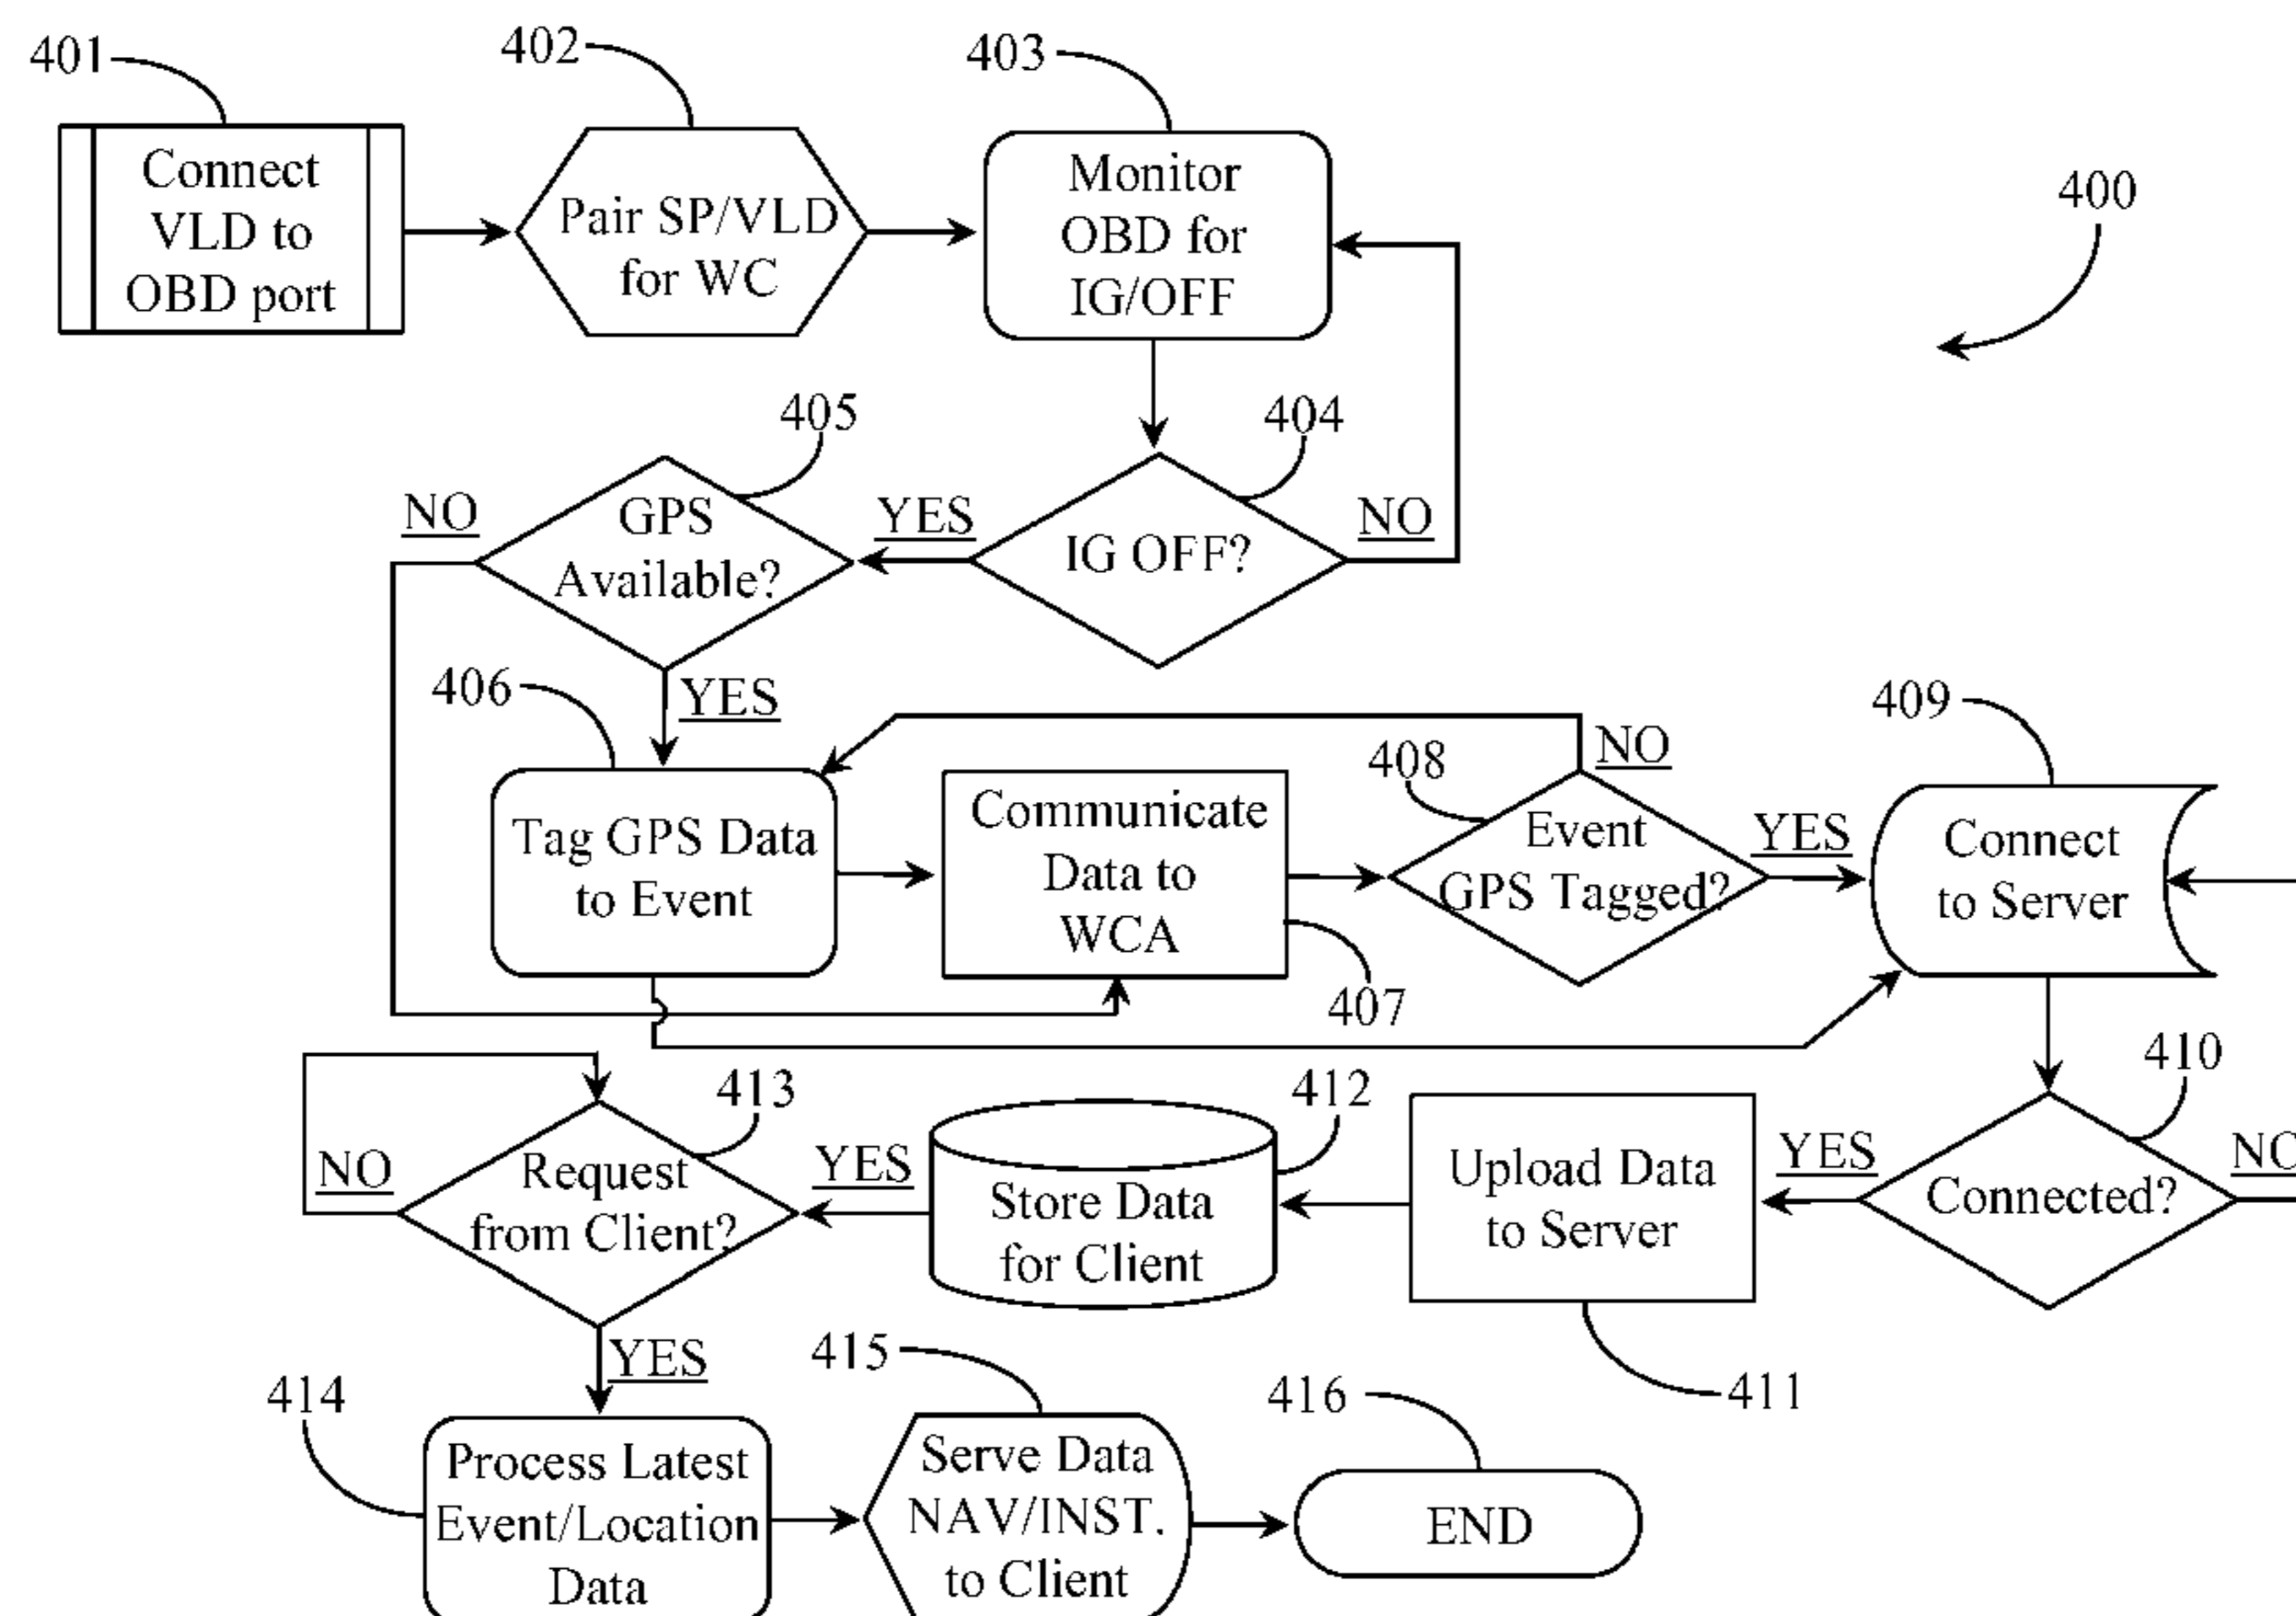 401
402
403
Connect
VLD to
OBD port
Pair SP/VLD
for WC
Monitor
OBD for
IG/OFF
400
405
404
NO
GPS
Available?
YES
IG OFF?
NO
406
YES
409
408
NO
Tag GPS Data
to Event
Communicate
Data to
WCA
Event
GPS Tagged?
YES
Connect
to Server
407
410
413
412
NO
Request
from Client?
YES
Store Data
for Client
Upload Data
to Server
YES
Connected?
NO
YES
415
414
416
411
Process Latest
Event/Location
Data
Serve Data
NAV/INST.
to Client
END